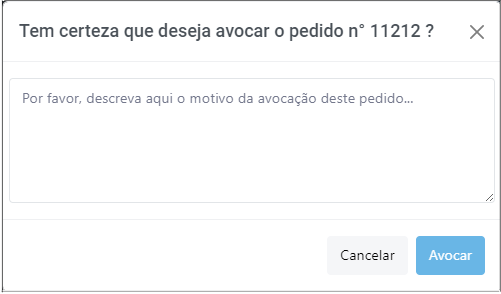 Tem certeza que deseja avocar o pedido n° 11212 ?
Por favor, descreva aqui o motivo da avocação deste pedido...
Cancelar
Avocar